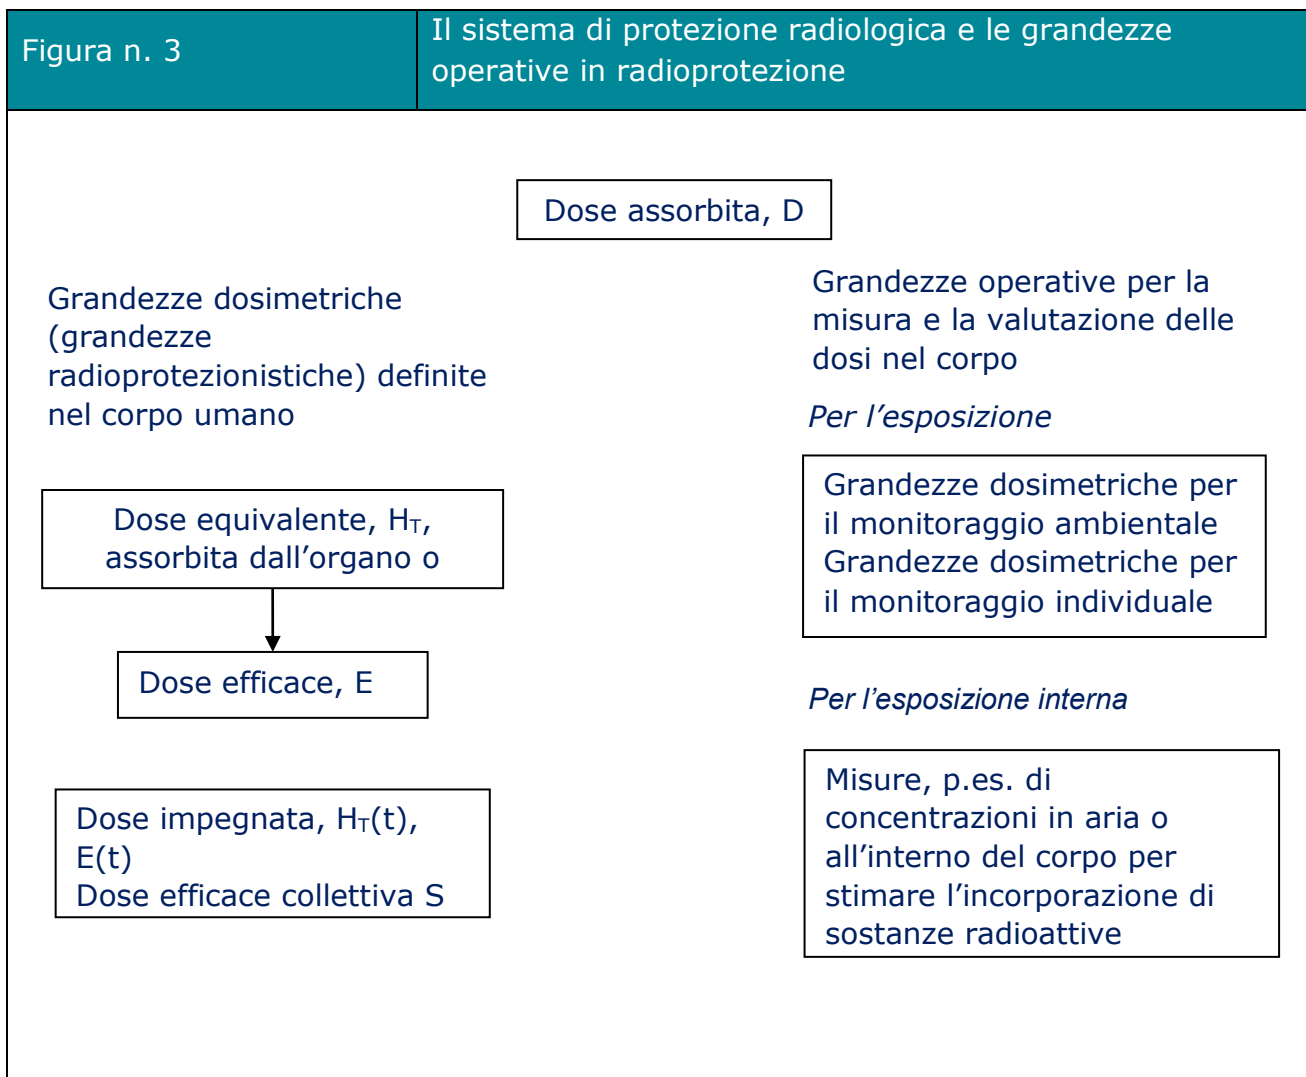 Figura n. 3
Il sistema di protezione radiologica e le grandezze
operative in radioprotezione
Dose assorbita, D
Grandezze dosimetriche
(grandezze
radioprotezionistiche) definite
nel corpo umano
Dose equivalente, H_T,
assorbita dall'organo o
Dose efficace, E
Dose impegnata, H_T(t),
E(t)
Dose efficace collettiva S
Grandezze operative per la
misura e la valutazione delle
dosi nel corpo
Per l'esposizione
Grandezze dosimetriche per
il monitoraggio ambientale
Grandezze dosimetriche per
il monitoraggio individuale
Per l'esposizione interna
Misure, p.es. di
concentrazioni in aria o
all'interno del corpo per
stimare l'incorporazione di
sostanze radioattive